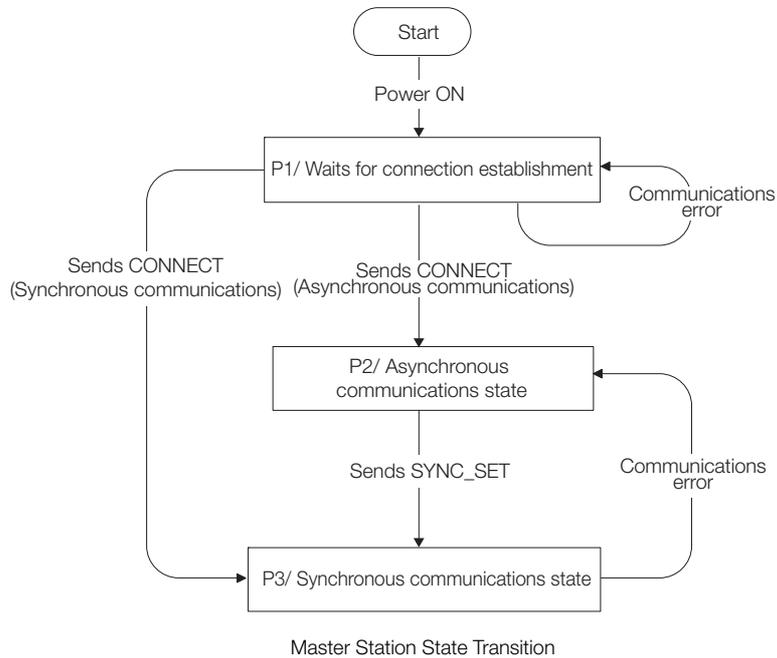 Start
Power ON
P1/ Waits for connection establishment
Communications
error
Sends CONNECT
(Synchronous communications)
Sends CONNECT
(Asynchronous communications)
P2/ Asynchronous
communications state
Sends SYNC_SET
Communications
error
P3/ Synchronous communications state
Master Station State Transition